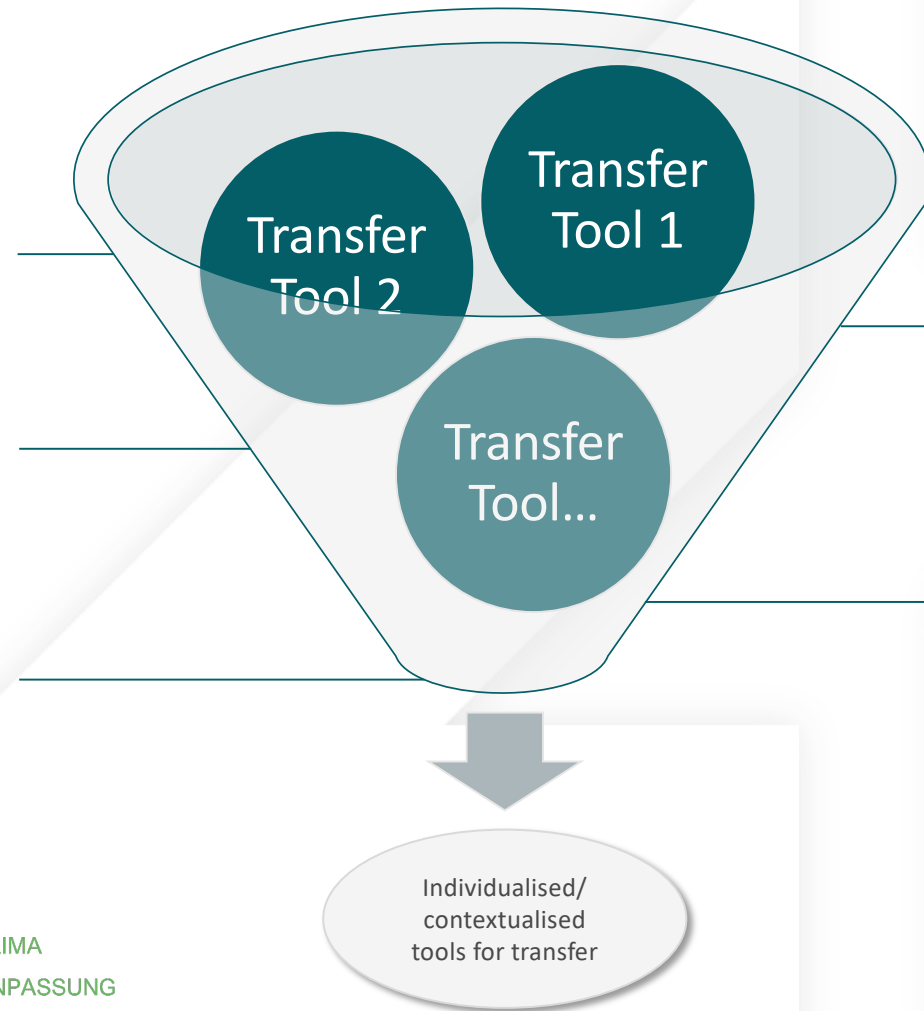 Transfer
Tool 1
Transfer
Tool 2
Transfer
Tool...
Individualised/
contextualised
tools for transfer
IMA
NPASSUNG